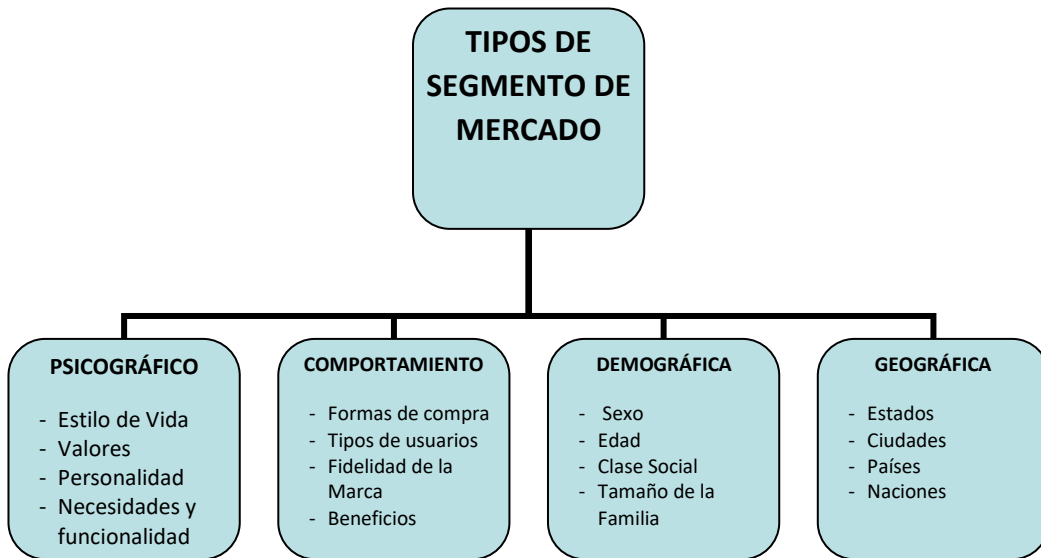 TIPOS DE
SEGMENTO DE
MERCADO
PSICOGRÁFICO
- Estilo de Vida
- Valores
- Personalidad
- Necesidades y
funcionalidad
COMPORTAMIENTO
- Formas de compra
- Tipos de usuarios
- Fidelidad de la
Marca
- Beneficios
DEMOGRÁFICA
- Sexo
- Edad
- Clase Social
- Tamaño de la
Familia
GEOGRÁFICA
- Estados
- Ciudades
- Países
- Naciones